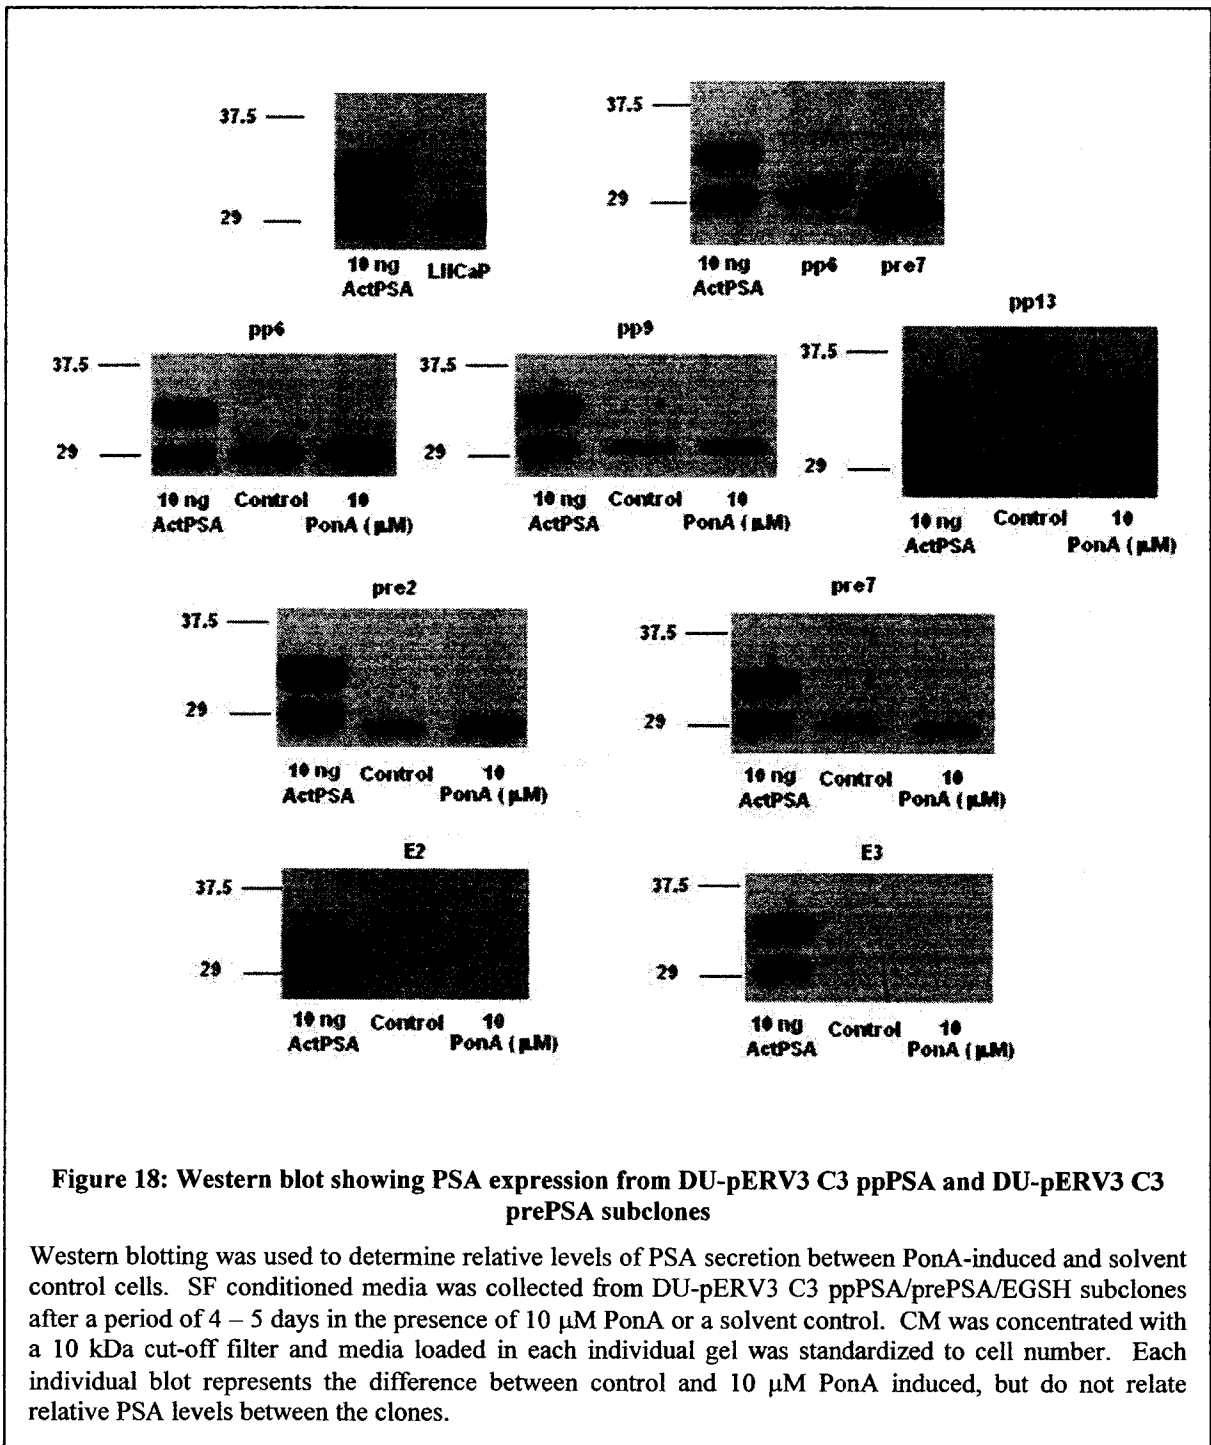 37.5
29
10 ng
ActPSA
LNCaP
37.5
29
10 ng
ActPSA
pp6
pre7
pp6
37.5
29
10 ng
ActPSA
Control
10
PonA (µM)
pp9
37.5
29
10 ng
ActPSA
Control
10
PonA (µM)
pp13
37.5
29
10 ng
ActPSA
Control
10
PonA (µM)
pre2
37.5
29
10 ng
ActPSA
Control
10
PonA (µM)
pre7
37.5
29
10 ng
ActPSA
Control
10
PonA (µM)
E2
37.5
29
10 ng
ActPSA
Control
10
PonA (µM)
E3
37.5
29
10 ng
ActPSA
Control
10
PonA (µM)
Figure 18: Western blot showing PSA expression from DU-pERV3 C3 ppPSA and DU-pERV3 C3
prePSA subclones
Western blotting was used to determine relative levels of PSA secretion between PonA-induced and solvent
control cells. SF conditioned media was collected from DU-pERV3 C3 ppPSA/prePSA/EGSH subclones
after a period of 4 – 5 days in the presence of 10 µM PonA or a solvent control. CM was concentrated with
a 10 kDa cut-off filter and media loaded in each individual gel was standardized to cell number. Each
individual blot represents the difference between control and 10 µM PonA induced, but do not relate
relative PSA levels between the clones.